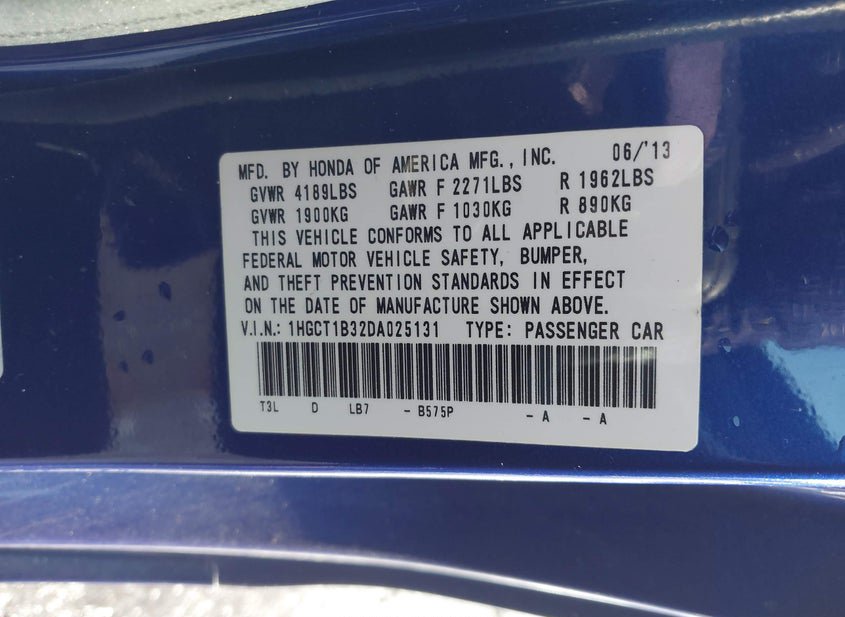 MFD. BY HONDA OF AMERICA MFG., INC. 06/'13
GVWR 4189LBS GAWR F 2271LBS R 1962LBS
GVWR 1900KG GAWR F 1030KG R 890KG
THIS VEHICLE CONFORMS TO ALL APPLICABLE
FEDERAL MOTOR VEHICLE SAFETY, BUMPER,
AND THEFT PREVENTION STANDARDS IN EFFECT
ON THE DATE OF MANUFACTURE SHOWN ABOVE.
V.I.N.: 1HGCT1B32DA025131 TYPE: PASSENGER CAR
T3L D LB7 - B575P - A - A